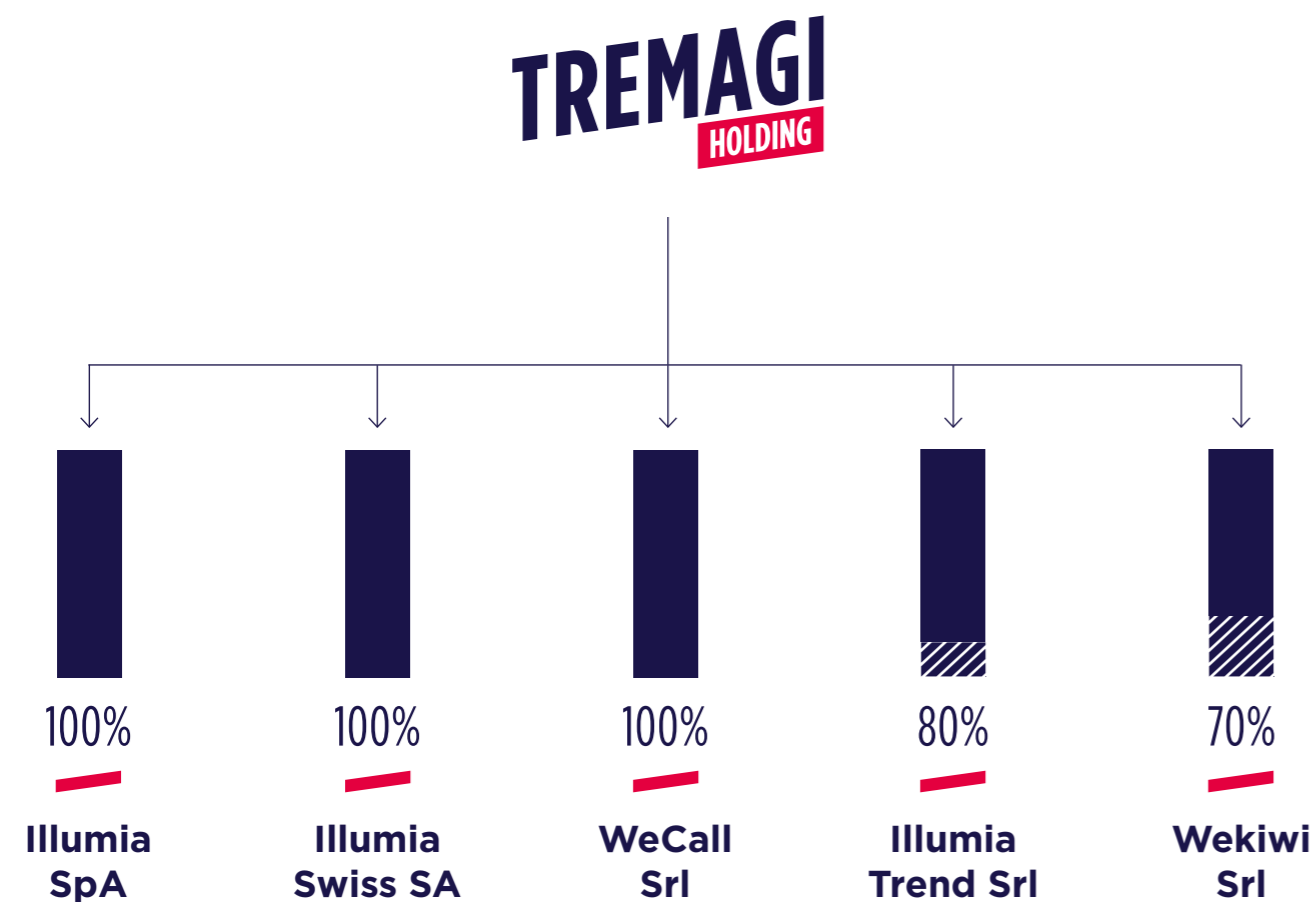 TREMAGI
HOLDING
100%
100%
100%
80%
70%
Illumia
SpA
Illumia
Swiss SA
WeCall
Srl
Illumia
Trend Srl
Wekiwi
Srl